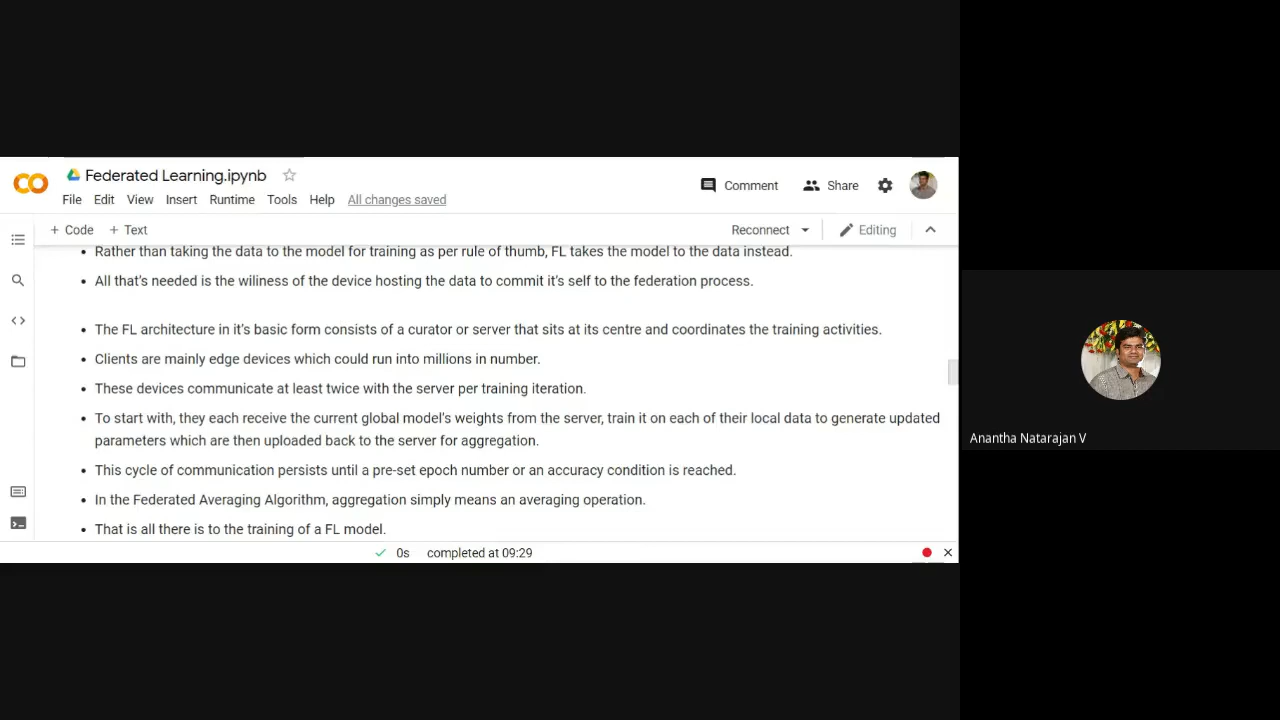 Federated Learning.ipynb
File Edit View Insert Runtime Tools Help All changes saved
Comment Share
+ Code + Text
Reconnect Editing
• Rather than taking the data to the model for training as per rule of thumb, FL takes the model to the data instead.
• All that's needed is the wiliness of the device hosting the data to commit it's self to the federation process.
• The FL architecture in it's basic form consists of a curator or server that sits at its centre and coordinates the training activities.
• Clients are mainly edge devices which could run into millions in number.
• These devices communicate at least twice with the server per training iteration.
• To start with, they each receive the current global model's weights from the server, train it on each of their local data to generate updated
parameters which are then uploaded back to the server for aggregation.
• This cycle of communication persists until a pre-set epoch number or an accuracy condition is reached.
• In the Federated Averaging Algorithm, aggregation simply means an averaging operation.
• That is all there is to the training of a FL model.
0s completed at 09:29
Anantha Natarajan V